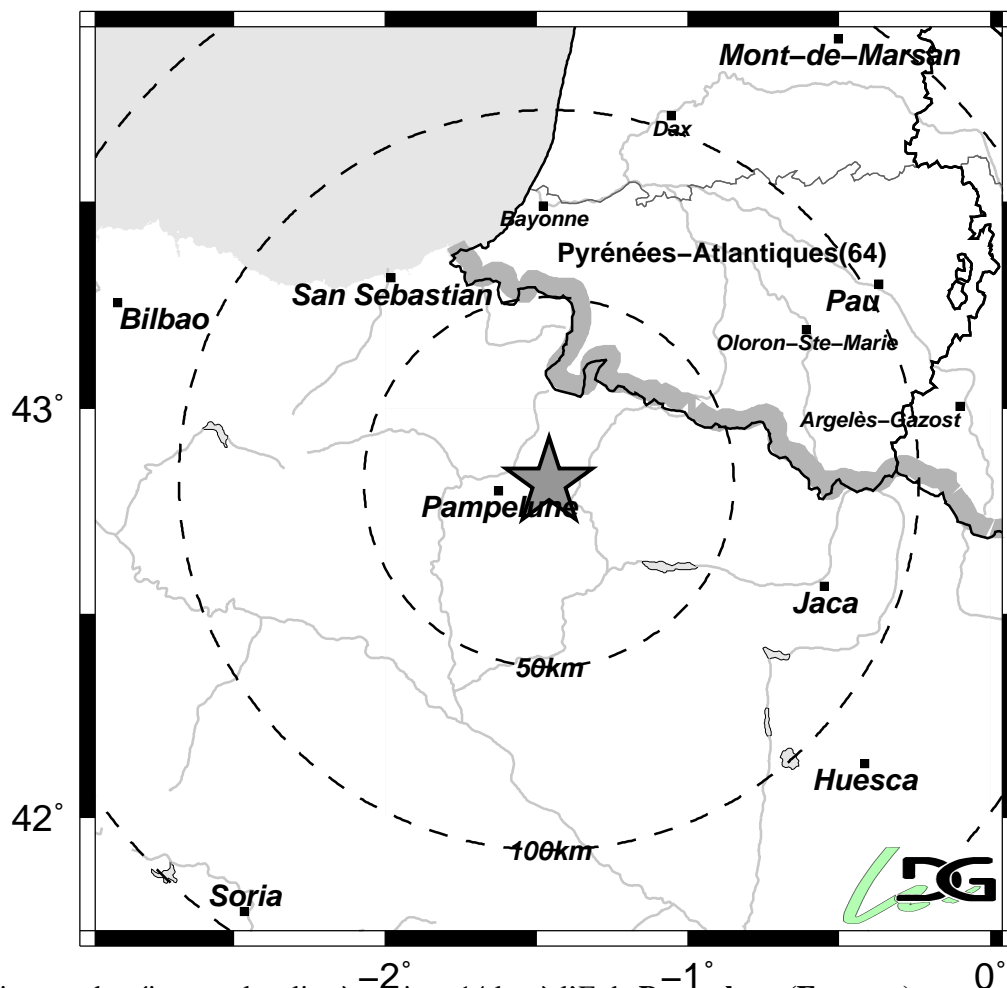 Mont−de−Marsan
Dax
Bayonne
Pyrénées−Atlantiques(64)
San Sebastian
Pau
Bilbao
Oloron−Ste−Marie
43°
Argelès−Gazost
Pampelune
Jaca
50km
Huesca
42°
100km
DG
Soria
−2° −1° 0°